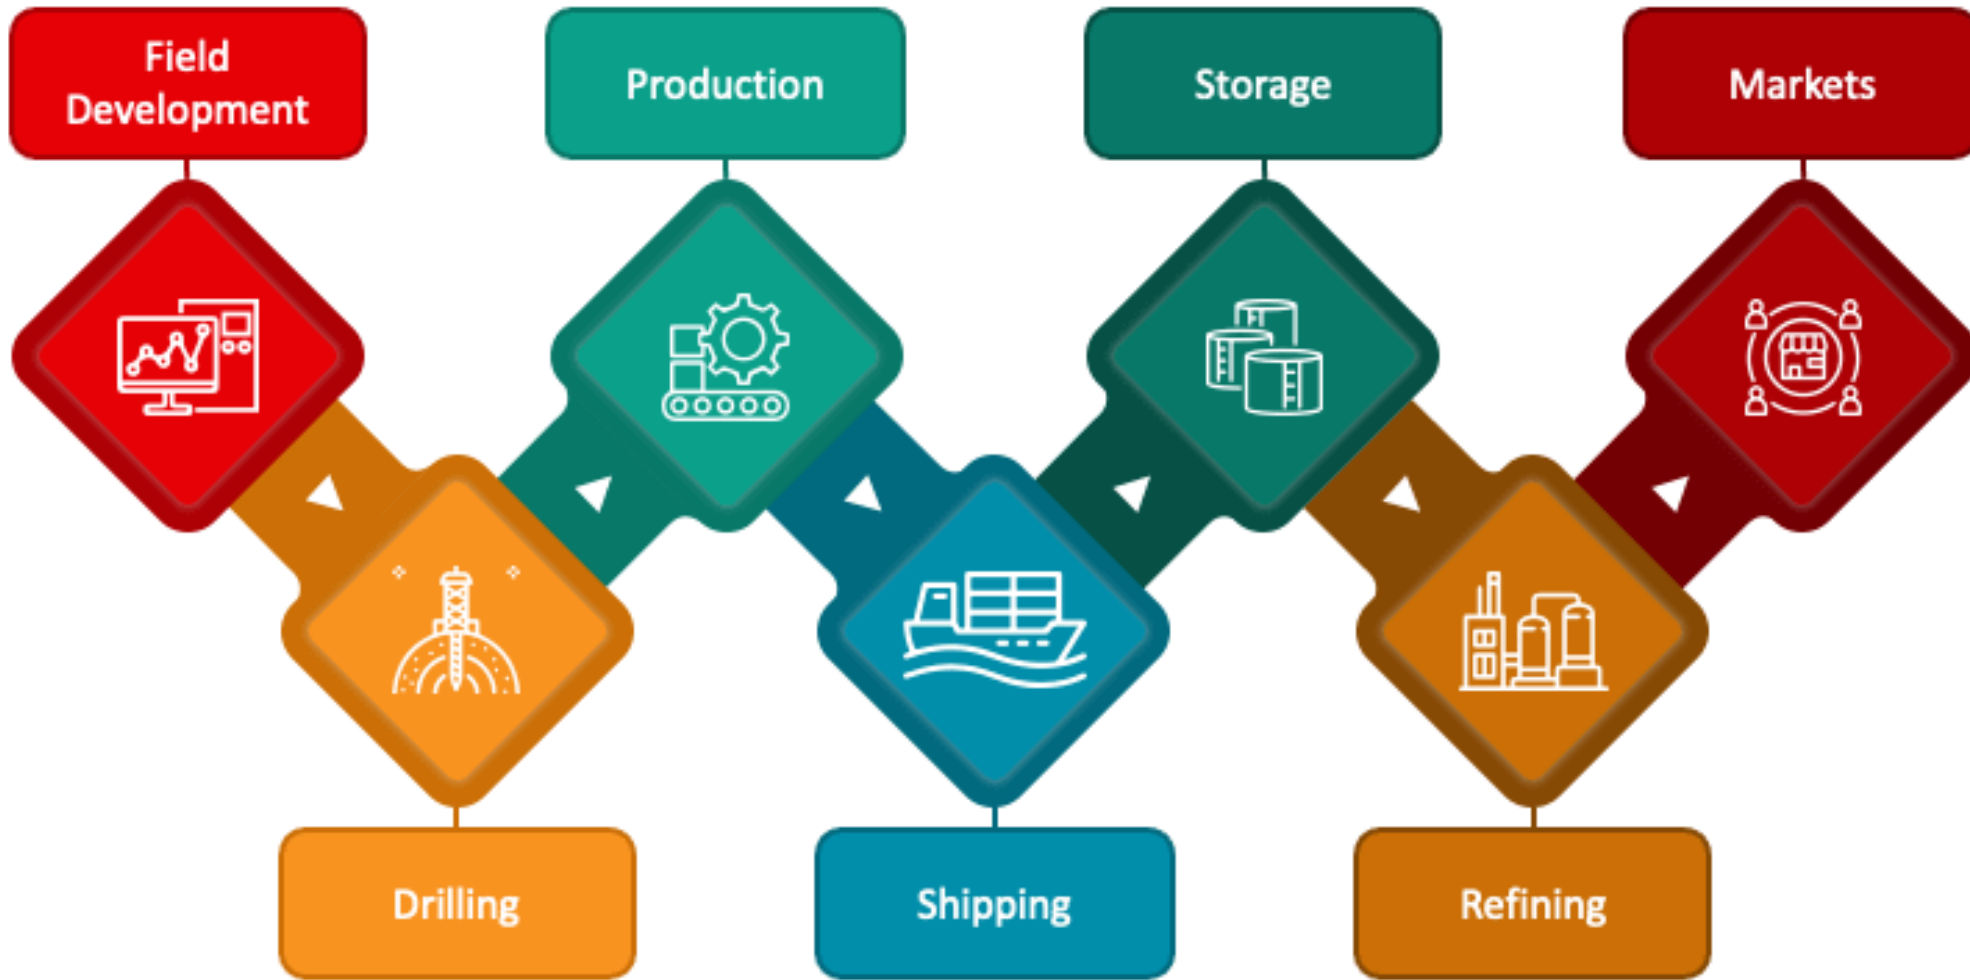 Field
Development
Production
Storage
Markets
Drilling
Shipping
Refining